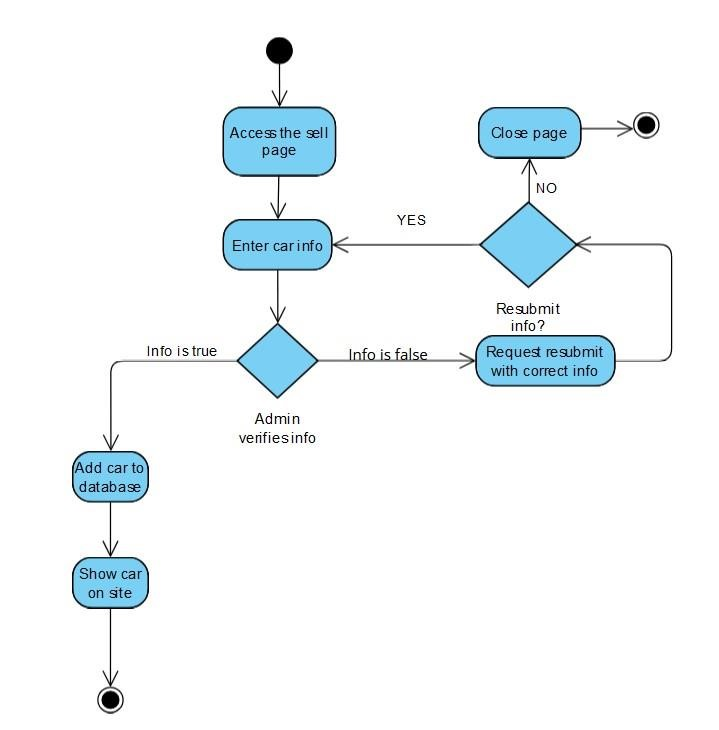 Access the sell
page
Close page
NO
YES
Enter car info
Resubmit
info?
Info is true
Info is false
Request resubmit
with correct info
Admin
verifies info
Add car to
database
Show car
on site